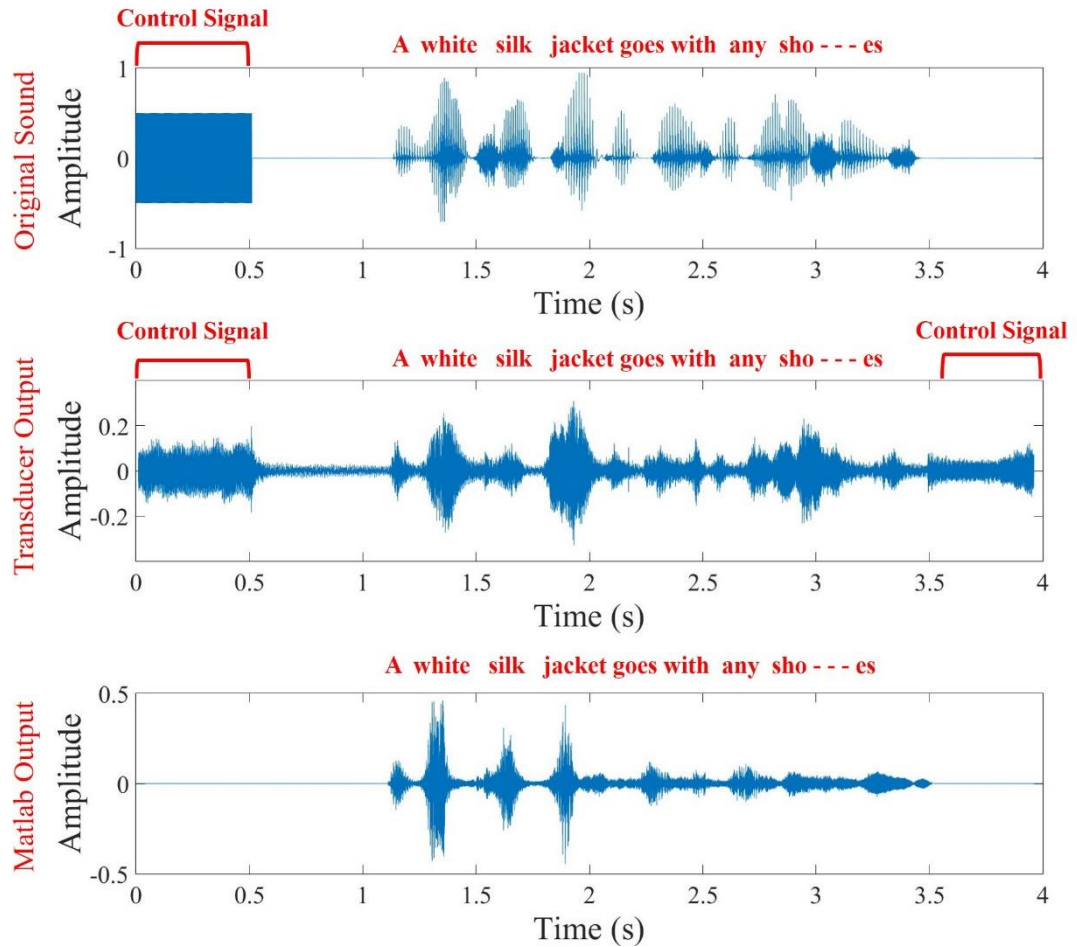 Control Signal
A white silk jacket goes with any sho - - - es
Original Sound
Amplitude
1
0
-1
0 0.5 1 1.5 2 2.5 3 3.5 4
Time (s)
Control Signal
A white silk jacket goes with any sho - - - es
Control Signal
Transducer Output
Amplitude
0.2
0
-0.2
0 0.5 1 1.5 2 2.5 3 3.5 4
Time (s)
A white silk jacket goes with any sho - - - es
Matlab Output
Amplitude
0.5
0
-0.5
0 0.5 1 1.5 2 2.5 3 3.5 4
Time (s)